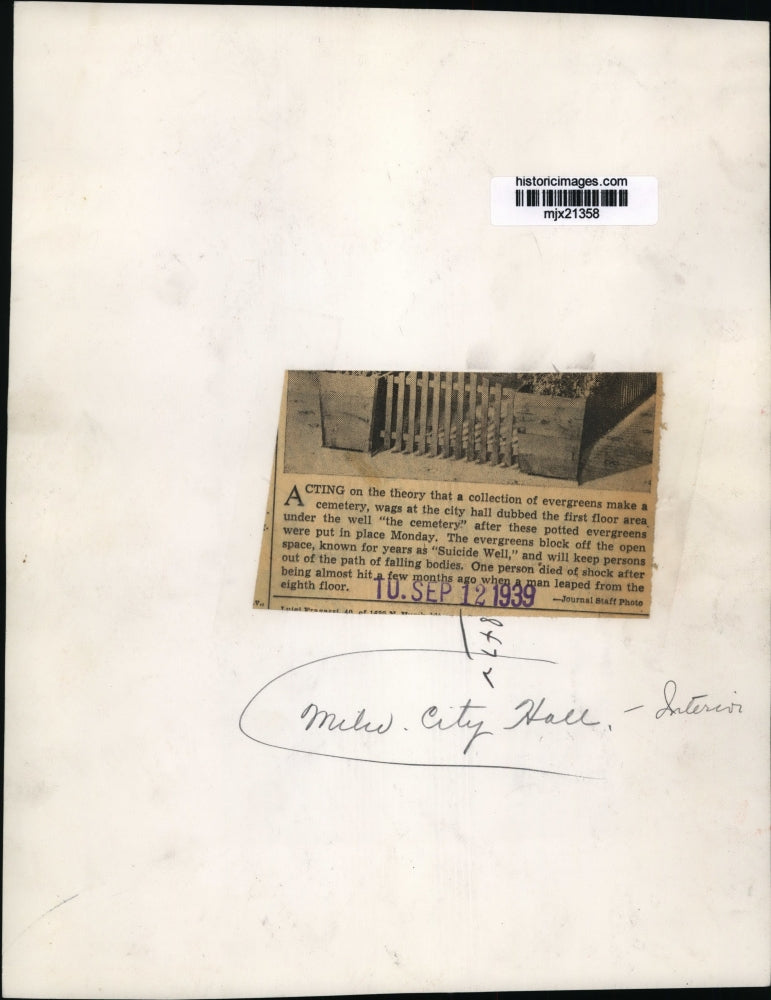 historicimages.com
mjx21358
ACTING on the theory that a collection of evergreens make a
cemetery, wags at the city hall dubbed the first floor area
under the well "the cemetery" after these potted evergreens
were put in place Monday. The evergreens block off the open
space, known for years as "Suicide Well," and will keep persons
out of the path of falling bodies. One person died of shock after
being almost hit a few months ago when a man leaped from the
eighth floor.
TU. SEP 12 1939
—Journal Staff Photo
Milw. City Hall. - Interior